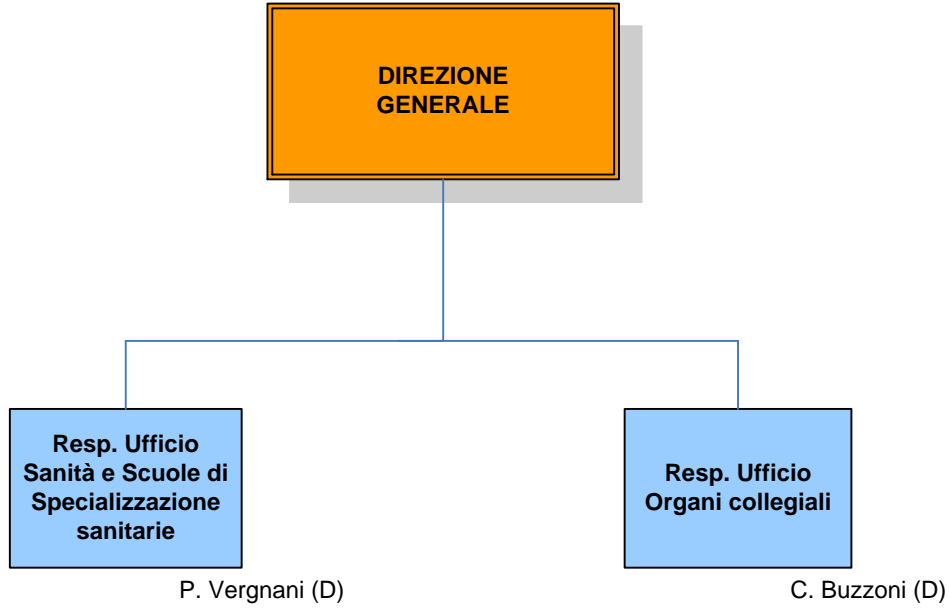 DIREZIONE
GENERALE
Resp. Ufficio
Sanità e Scuole di
Specializzazione
sanitarie
P. Vergnani (D)
Resp. Ufficio
Organi collegiali
C. Buzzoni (D)